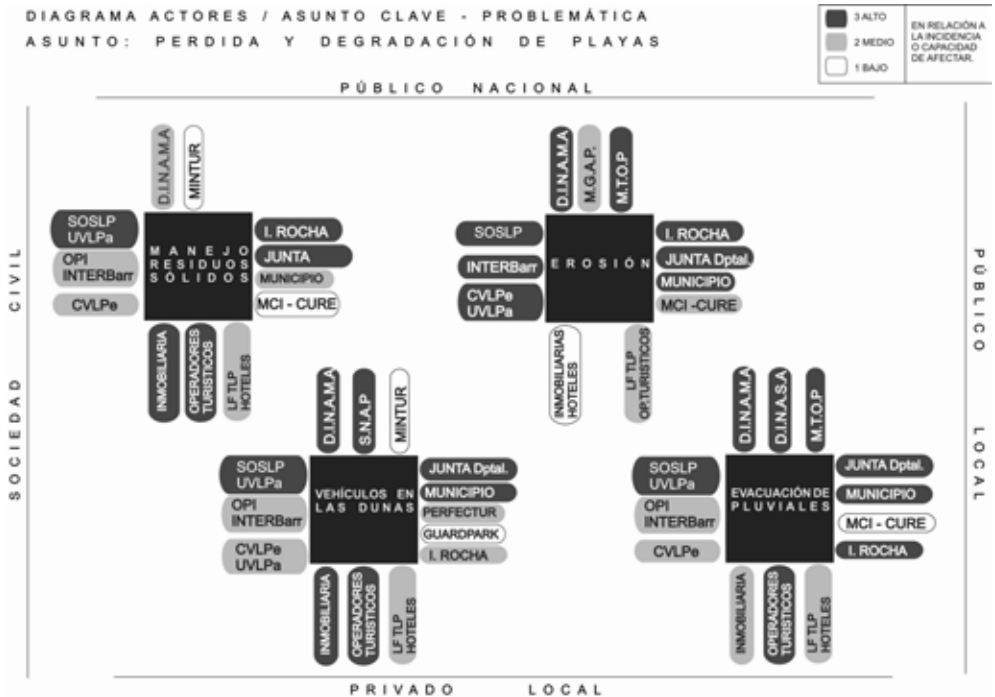 DIAGRAMA ACTORES / ASUNTO CLAVE - PROBLEMÁTICA
ASUNTO: PERDIDA Y DEGRADACIÓN DE PLAYAS
3 ALTO
2 MEDIO
1 BAJO
EN RELACIÓN A
LA INCIDENCIA
O CAPACIDAD
DE AFECTAR.
PÚBLICO NACIONAL
SOCIEDAD CIVIL
PÚBLICO LOCAL
D.I.N.A.M.A
MINTUR
SOSLP
UVLPa
OPI
INTERBarr
CVLPe
MANEJO
RESIDUOS
SÓLIDOS
I. ROCHA
JUNTA
MUNICIPIO
MCI - CURE
INMOBILIARIA
OPERADORES
TURISTICOS
LF TLP
HOTELES
D.I.N.A.M.A
M.G.A.P.
M.T.O.P
SOSLP
INTERBarr
CVLPe
UVLPa
EROSIÓN
I. ROCHA
JUNTA Dptal.
MUNICIPIO
MCI -CURE
INMOBILIARIAS
HOTELES
LF TLP
OP.TURISTICOS
D.I.N.A.M.A
S.N.A.P
MINTUR
SOSLP
UVLPa
OPI
INTERBarr
CVLPe
UVLPa
VEHÍCULOS EN
LAS DUNAS
JUNTA Dptal.
MUNICIPIO
PERFECTUR
GUARDPARK
I. ROCHA
INMOBILIARIA
OPERADORES
TURISTICOS
LF TLP
HOTELES
D.I.N.A.M.A
D.I.N.A.S.A
M.T.O.P
SOSLP
UVLPa
OPI
INTERBarr
CVLPe
EVACUACIÓN DE
PLUVIALES
JUNTA Dptal.
MUNICIPIO
MCI - CURE
I. ROCHA
INMOBILIARIA
OPERADORES
TURISTICOS
LF TLP
HOTELES
PRIVADO LOCAL